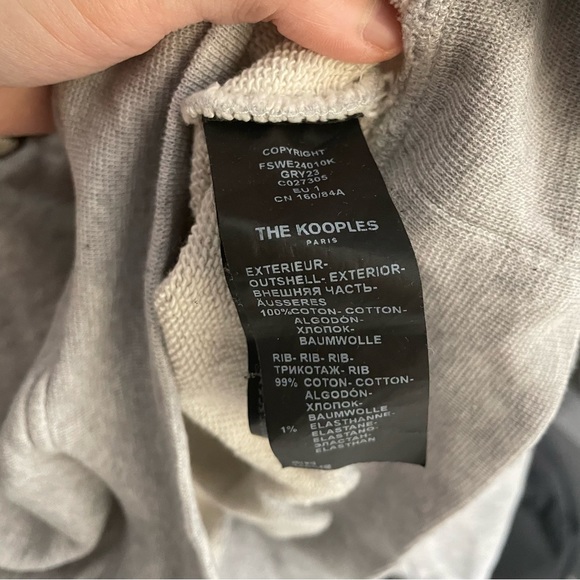 COPYRIGHT
FSWE24010K
GRY23
C027305
EU 1
CN 160/84A
THE KOOPLES
PARIS
EXTERIEUR-
OUTSHELL- EXTERIOR-
ВНЕШНЯЯ ЧАСТЬ-
ÄUSSERES
100%COTON- COTTON-
ALGODÓN-
ХЛОПОК-
BAUMWOLLE
RIB- RIB- RIB-
ТРИКОТАЖ- RIB
99% COTON- COTTON-
ALGODÓN-
ХЛОПОК-
BAUMWOLLE
1% ELASTHANNE-
ELASTANE-
ELASTANO-
ЭЛАСТАН-
ELASTHAN